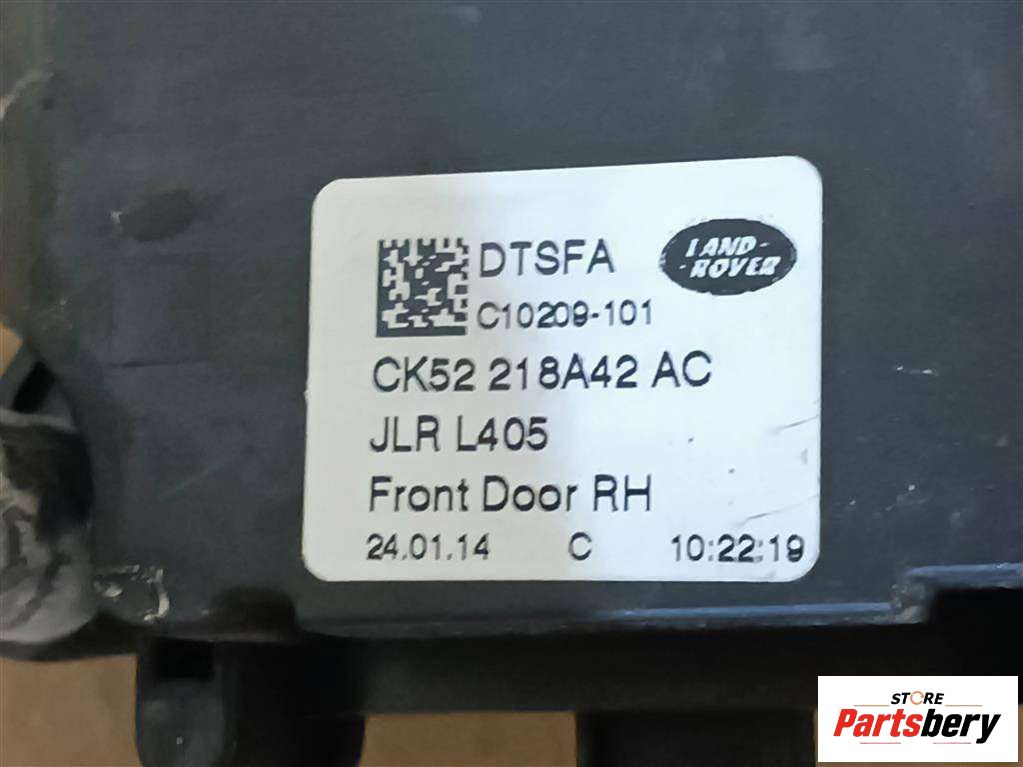 DTSFA
LAND-
-ROVER
C10209-101
CK52 218A42 AC
JLR L405
Front Door RH
24.01.14 C 10:22:19
STORE
Partsbery